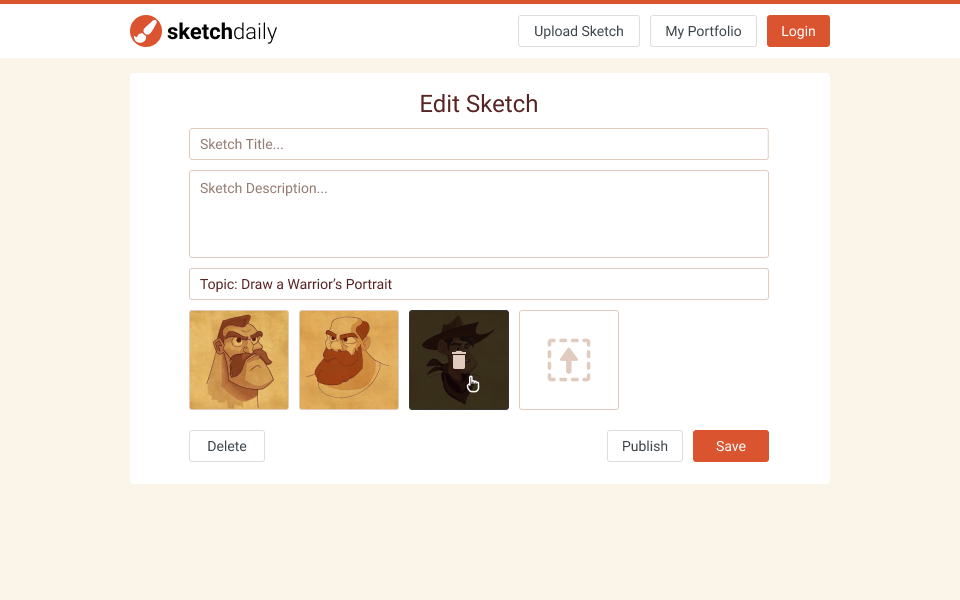 sketchdaily
Upload Sketch
My Portfolio
Login
Edit Sketch
Sketch Title...
Sketch Description...
Topic: Draw a Warrior’s Portrait
Delete
Publish
Save